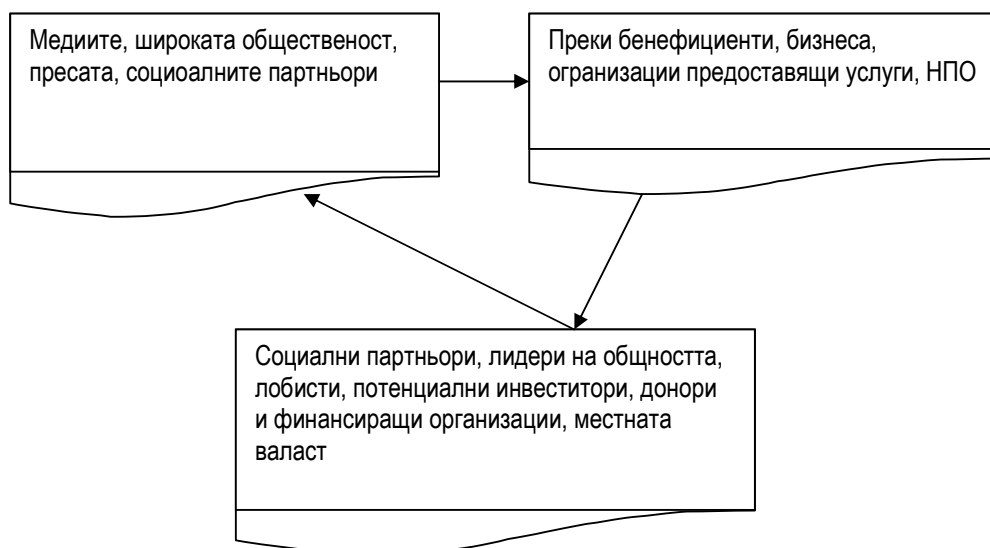 Медиите, широката общественост,
пресата, социоалните партньори
Преки бенефициенти, бизнеса,
огранизации предоставящи услуги, НПО
Социални партньори, лидери на общността,
лобисти, потенциални инвеститори, донори
и финансиращи организации, местната
валаст